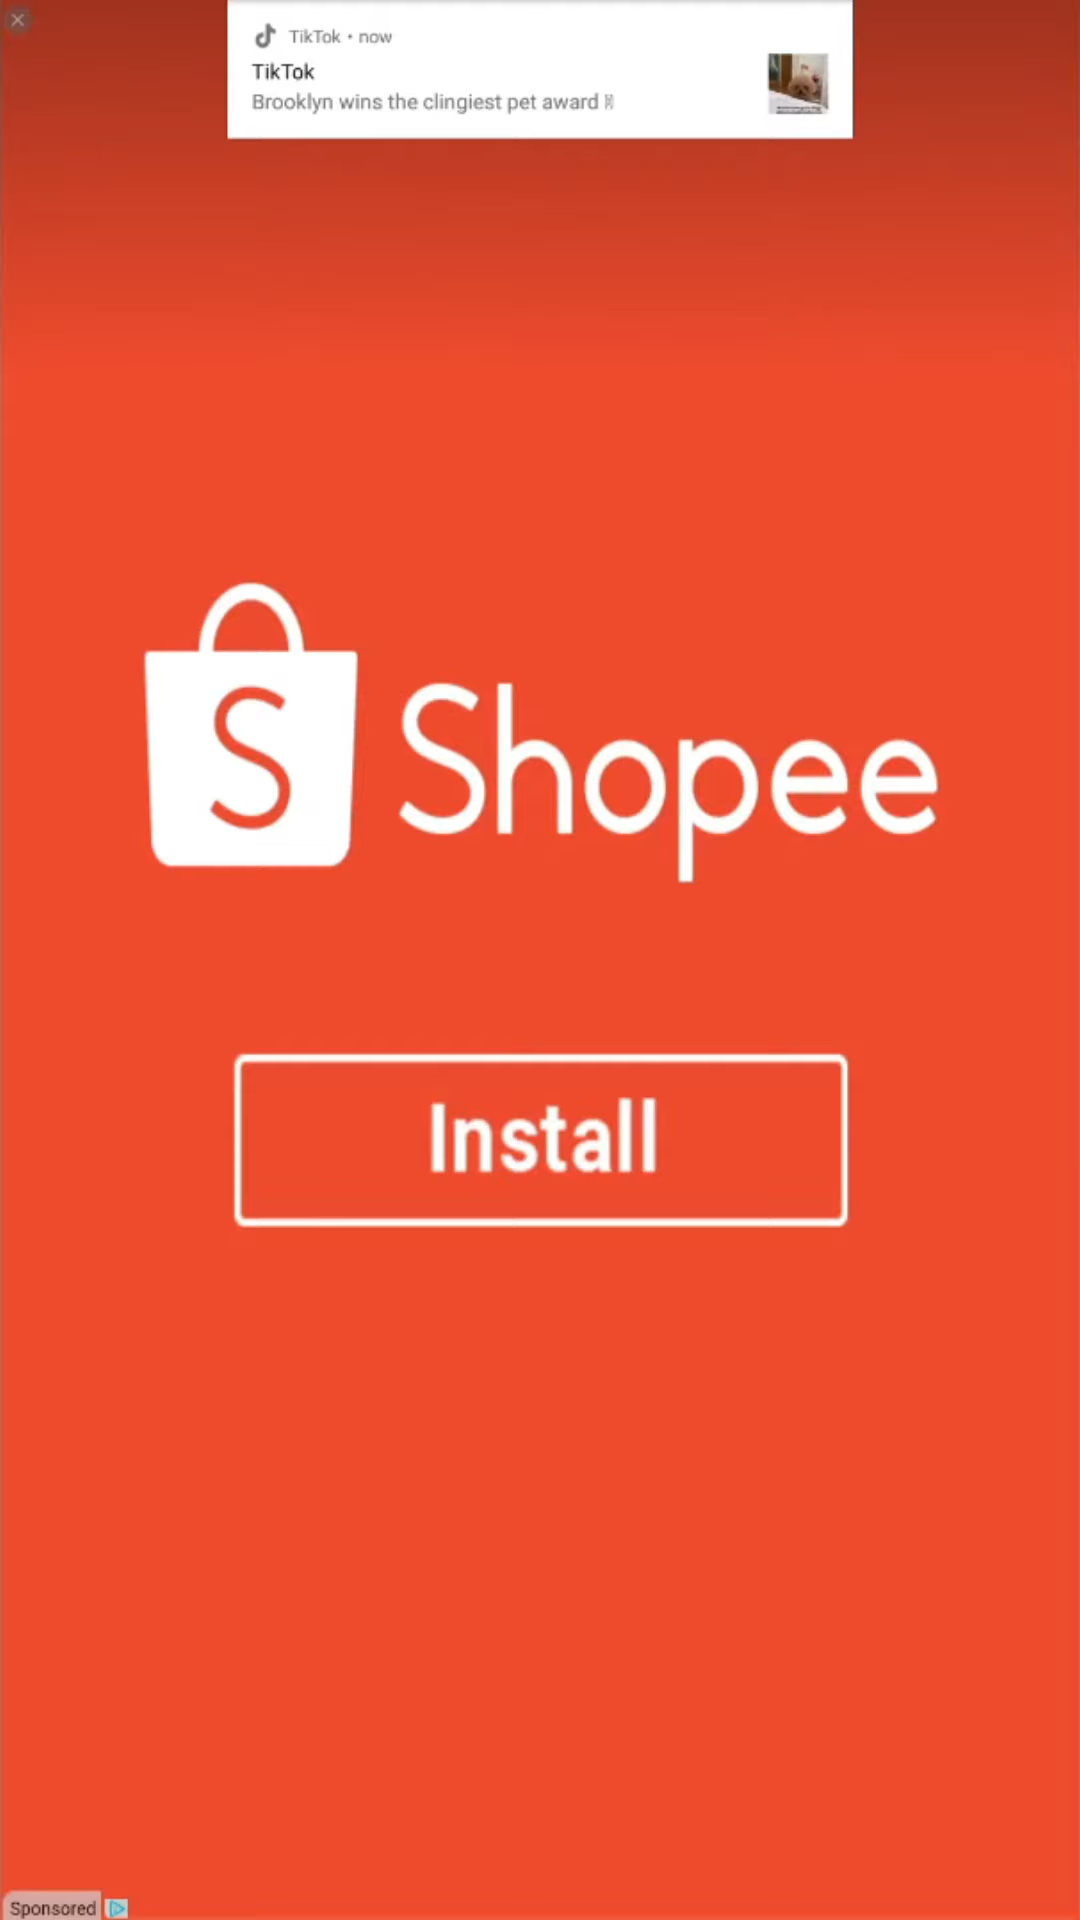 TikTok • now
TikTok
Brooklyn wins the clingiest pet award
S Shopee
Install
Sponsored